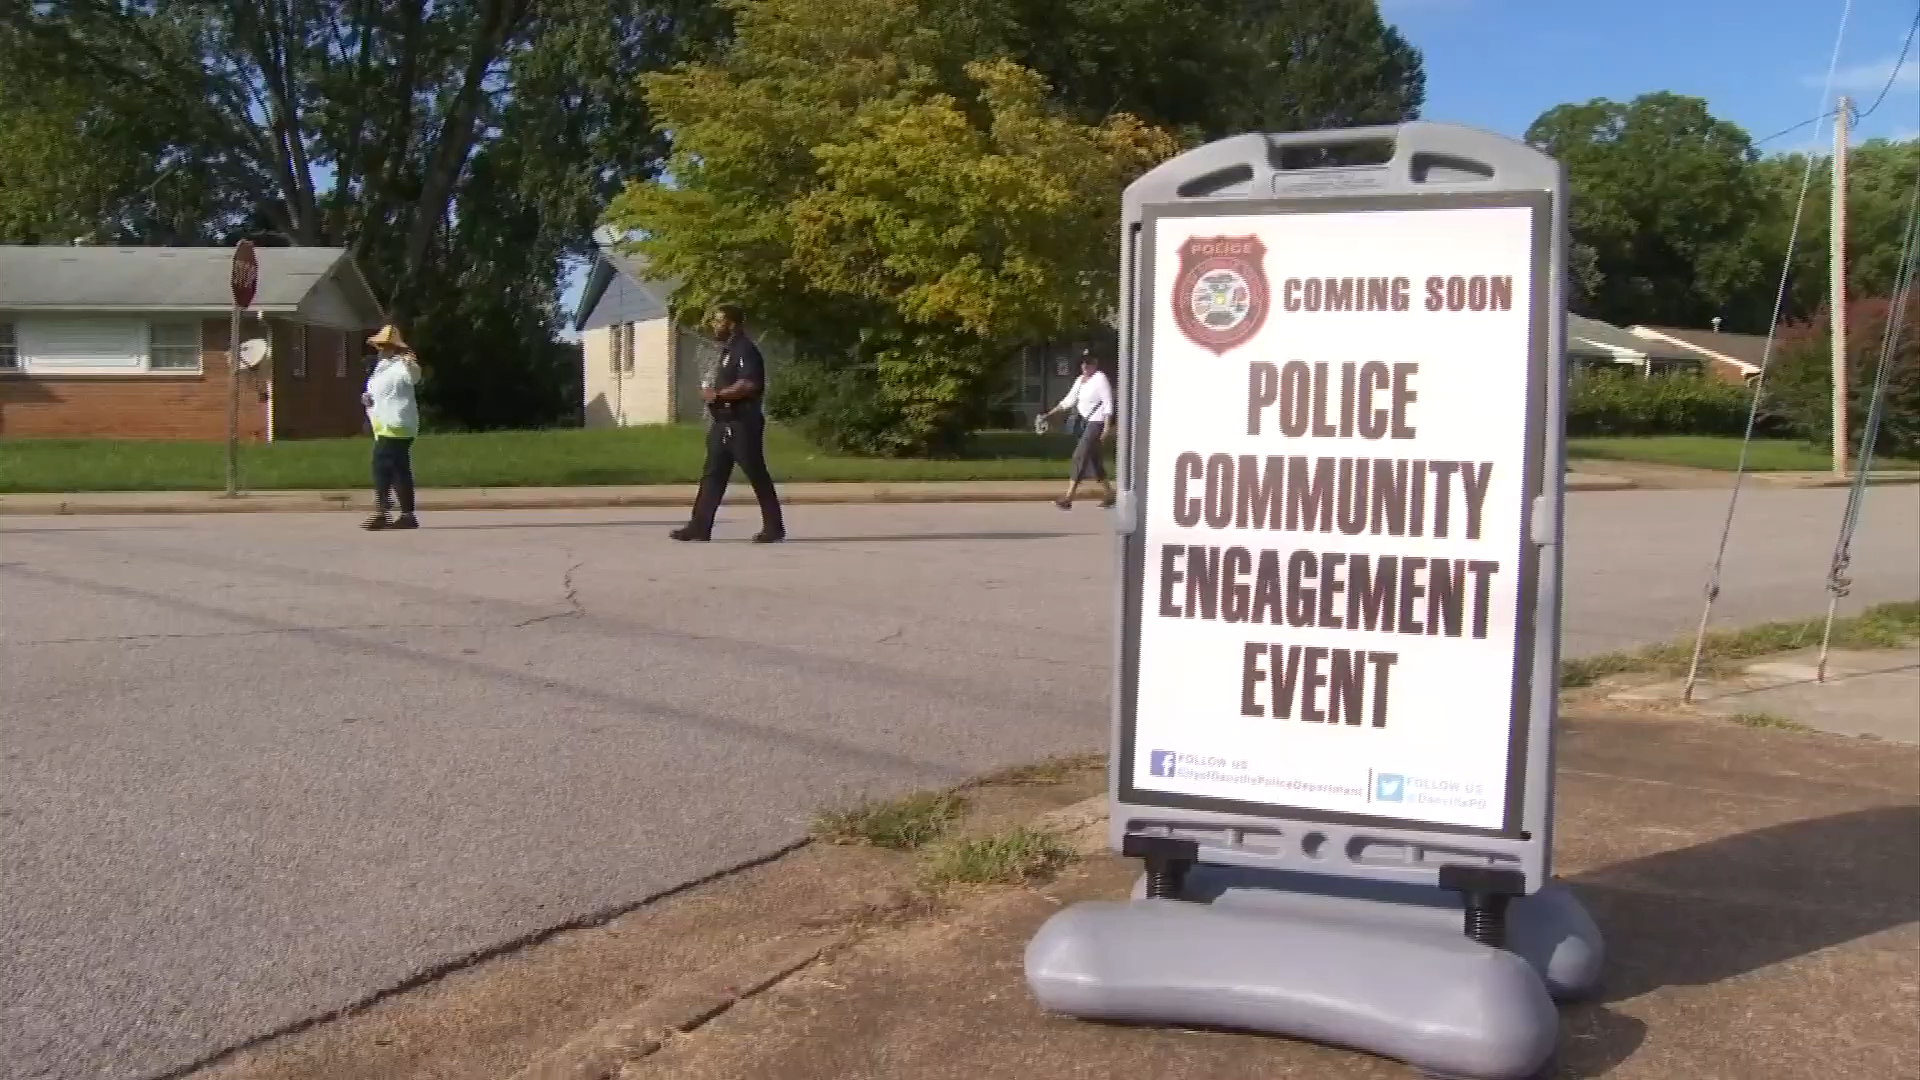 POLICE
COMING SOON
POLICE
COMMUNITY
ENGAGEMENT
EVENT
FOLLOW US
CityofDanvillePoliceDepartment
FOLLOW US
@DanvillePD